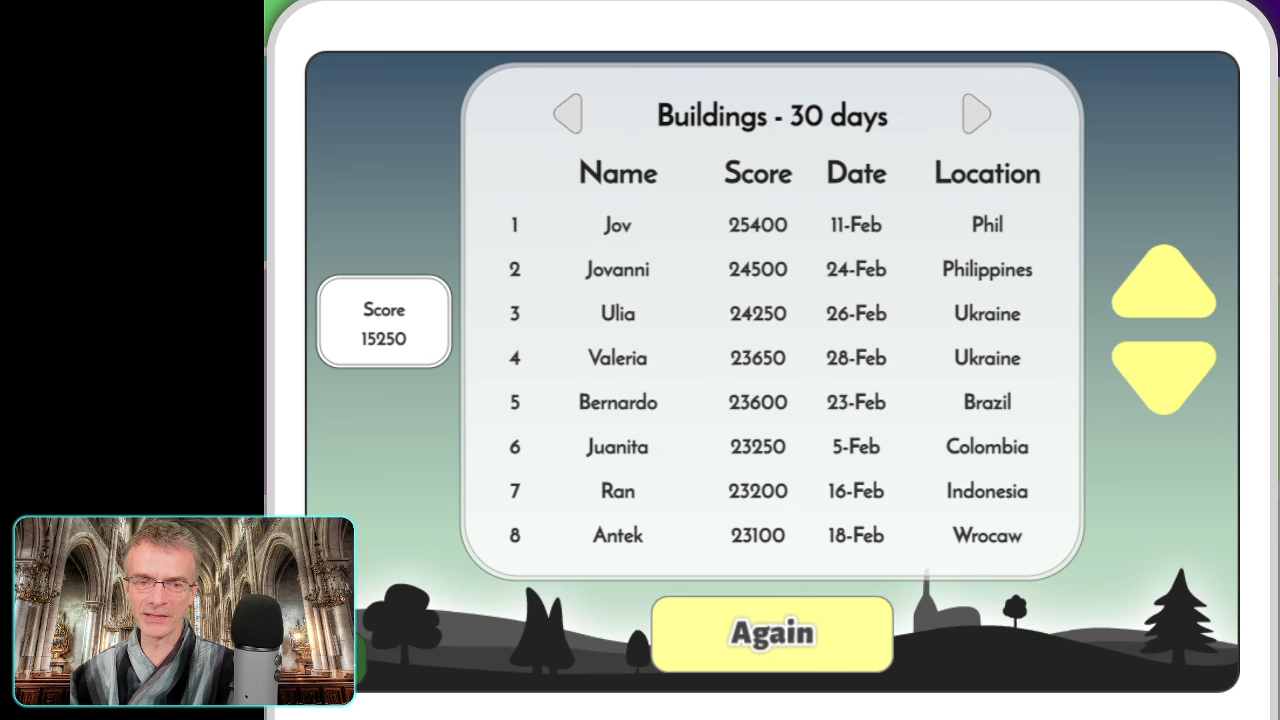 Buildings - 30 days
Name Score Date Location
1 Jov 25400 11-Feb Phil
2 Jovanni 24500 24-Feb Philippines
3 Ulia 24250 26-Feb Ukraine
4 Valeria 23650 28-Feb Ukraine
5 Bernardo 23600 23-Feb Brazil
6 Juanita 23250 5-Feb Colombia
7 Ran 23200 16-Feb Indonesia
8 Antek 23100 18-Feb Wrocaw
Score
15250
Again